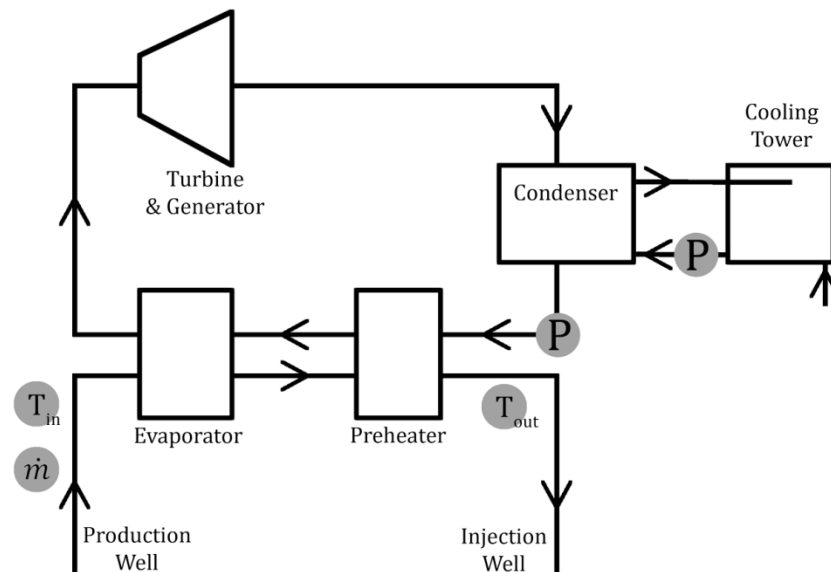 Turbine
& Generator
Condenser
Cooling
Tower
P
P
T in
ṁ
Evaporator
Preheater
T out
Production
Well
Injection
Well